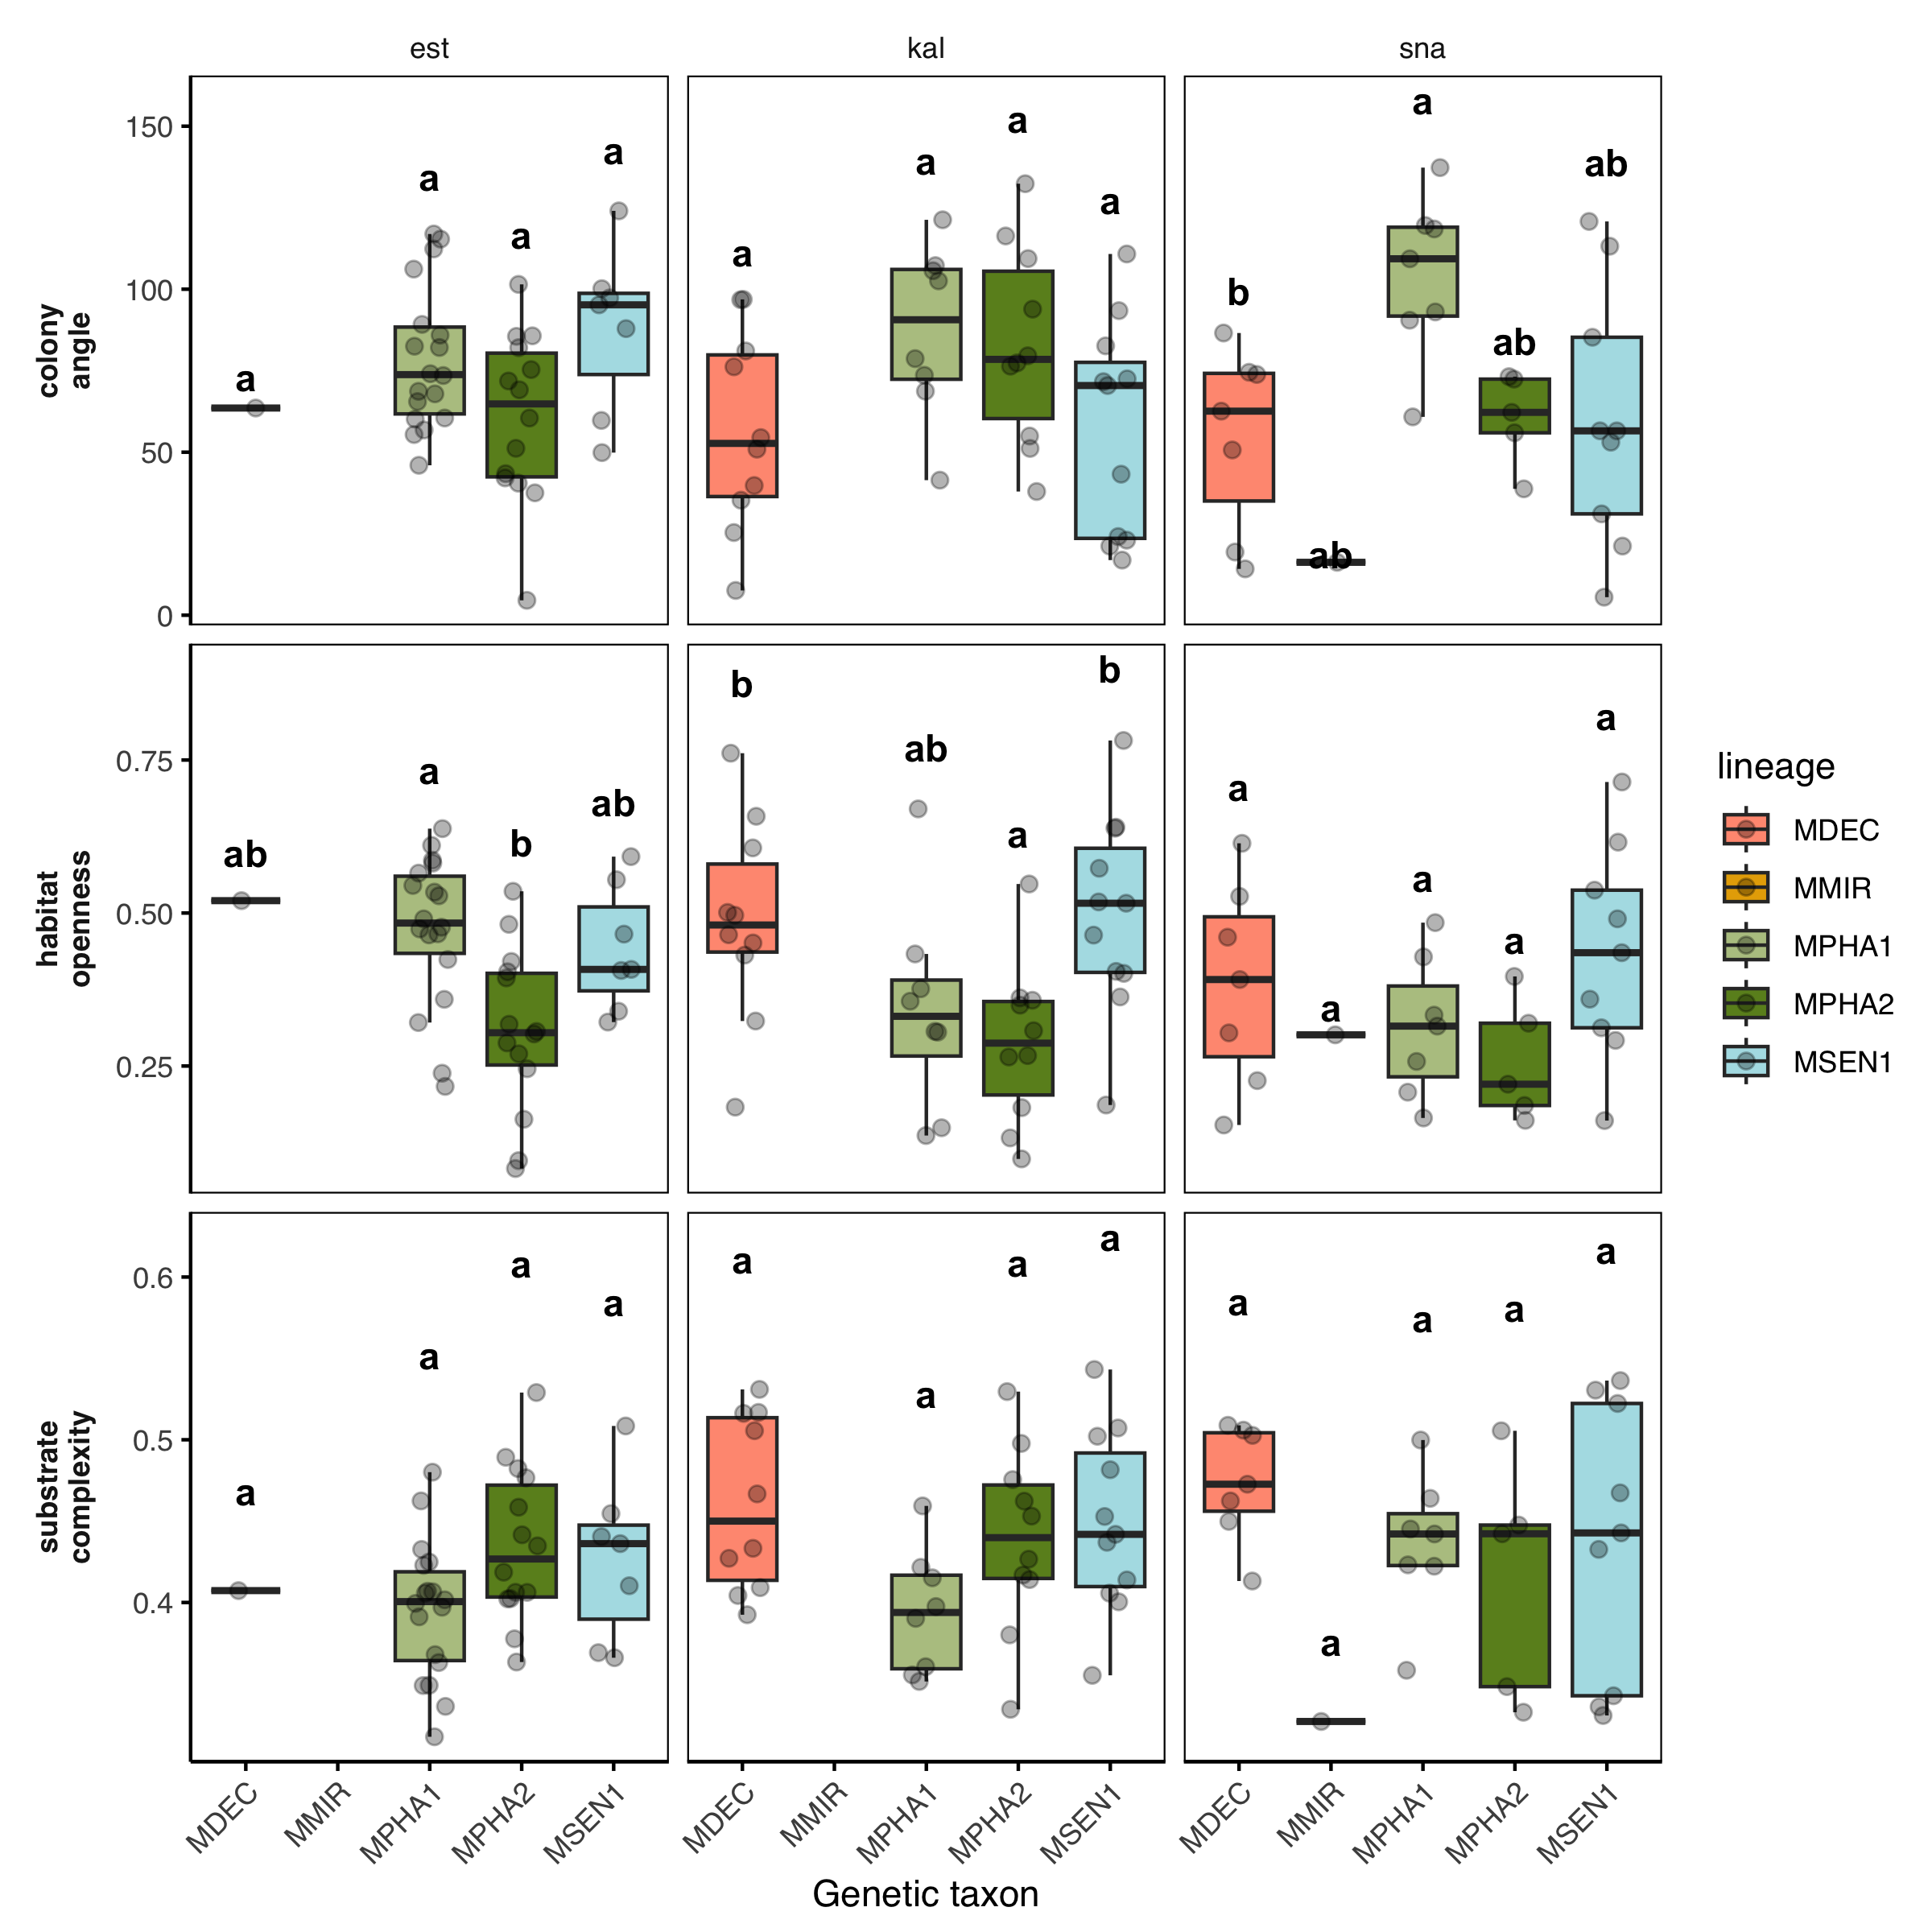 est kal sna
colony
angle
150
100
50
0
a a a a
a a a a
b ab a ab ab
habitat
openness
0.75
0.50
0.25
ab a b ab
b ab a b
a a a a a
substrate
complexity
0.6
0.5
0.4
a a a a
a a a a
a a a a a
MDEC MMIR MPHA1 MPHA2 MSEN1
MDEC MMIR MPHA1 MPHA2 MSEN1
MDEC MMIR MPHA1 MPHA2 MSEN1
Genetic taxon
lineage
MDEC
MMIR
MPHA1
MPHA2
MSEN1